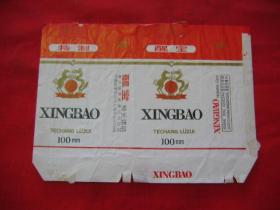 特制
醒宝
XINGBAO
TECHANG LÜZUI
100mm
醒宝
XINGBAO
TECHANG LÜZUI
100mm
XINGBAO
XINGBAO